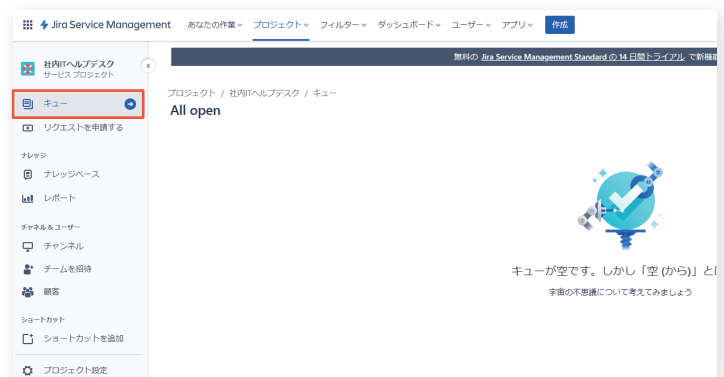 Jira Service Management あなたの作業 プロジェクト フィルター ダッシュボード ユーザー アプリ 作成
無料の Jira Service Management Standard の 14 日間トライアル で新機能
社内ITヘルプデスク
サービスプロジェクト
キュー
リクエストを申請する
ナレッジ
ナレッジベース
レポート
チャネル & ユーザー
チャンネル
チームを招待
顧客
ショートカット
ショートカットを追加
プロジェクト設定
プロジェクト / 社内ITヘルプデスク / キュー
All open
キューが空です。しかし「空 (から)」と
宇宙の不思議について考えてみましょう